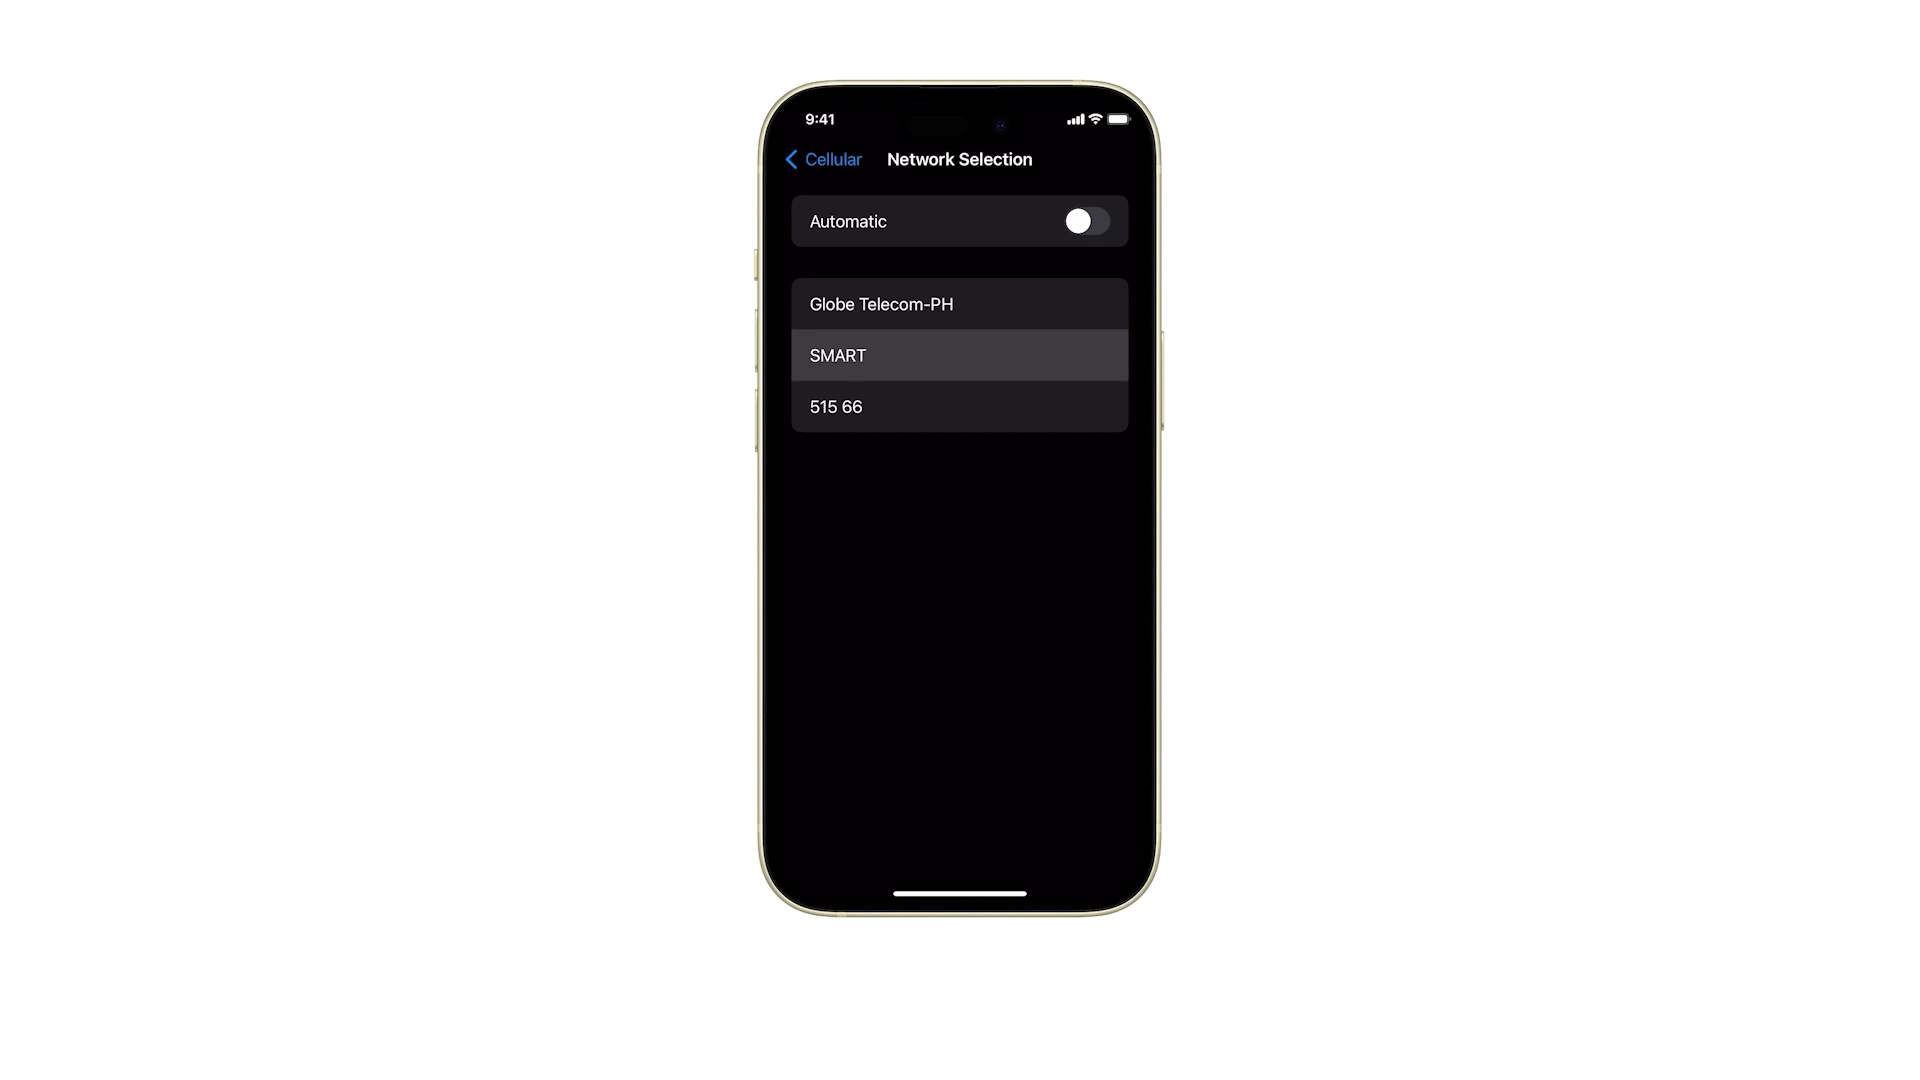 9:41
Cellular Network Selection
Automatic
Globe Telecom-PH
SMART
515 66